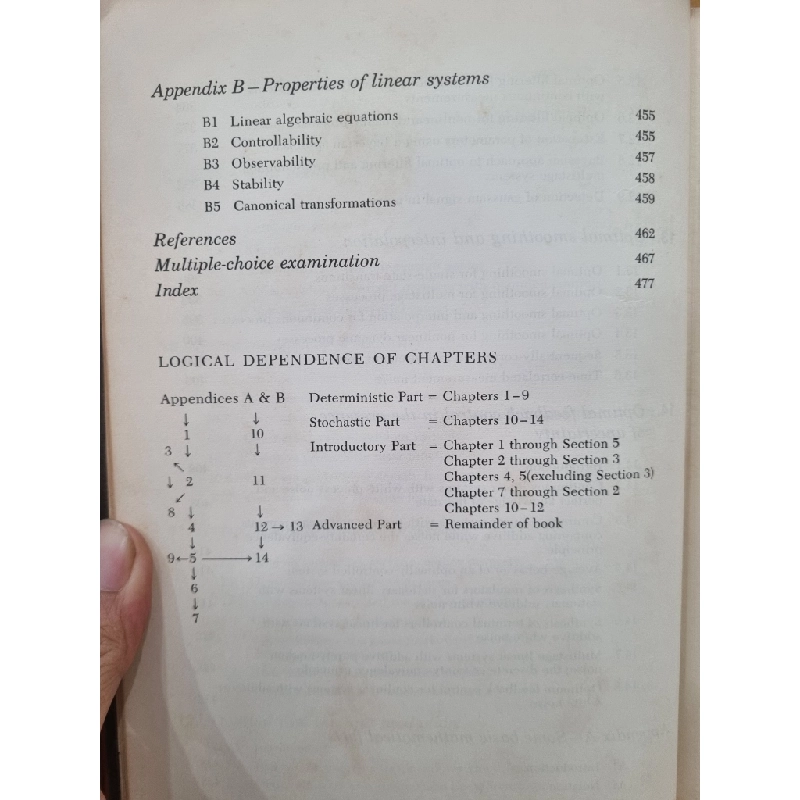 Appendix B—Properties of linear systems
B1 Linear algebraic equations 455
B2 Controllability 455
B3 Observability 457
B4 Stability 458
B5 Canonical transformations 459
References 462
Multiple-choice examination 467
Index 477
LOGICAL DEPENDENCE OF CHAPTERS
Appendices A & B Deterministic Part = Chapters 1–9
↓ ↓ Stochastic Part = Chapters 10–14
1 10
3 ↓ ↓ Introductory Part = Chapter 1 through Section 5
↖ Chapter 2 through Section 3
↓ 2 11 Chapters 4, 5(excluding Section 3)
↙ Chapter 7 through Section 2
8 ↓ ↓ Chapters 10–12
4 12 → 13 Advanced Part = Remainder of book
↓ ↓
9←5 → 14
↓
6
↓
7